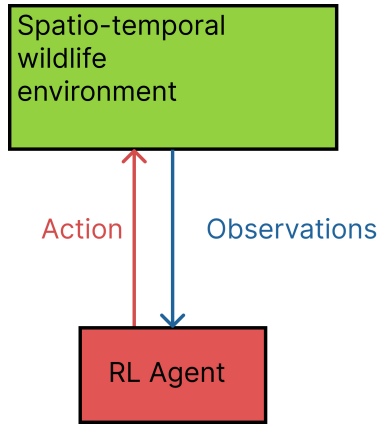 Spatio-temporal
wildlife
environment
Action
Observations
RL Agent